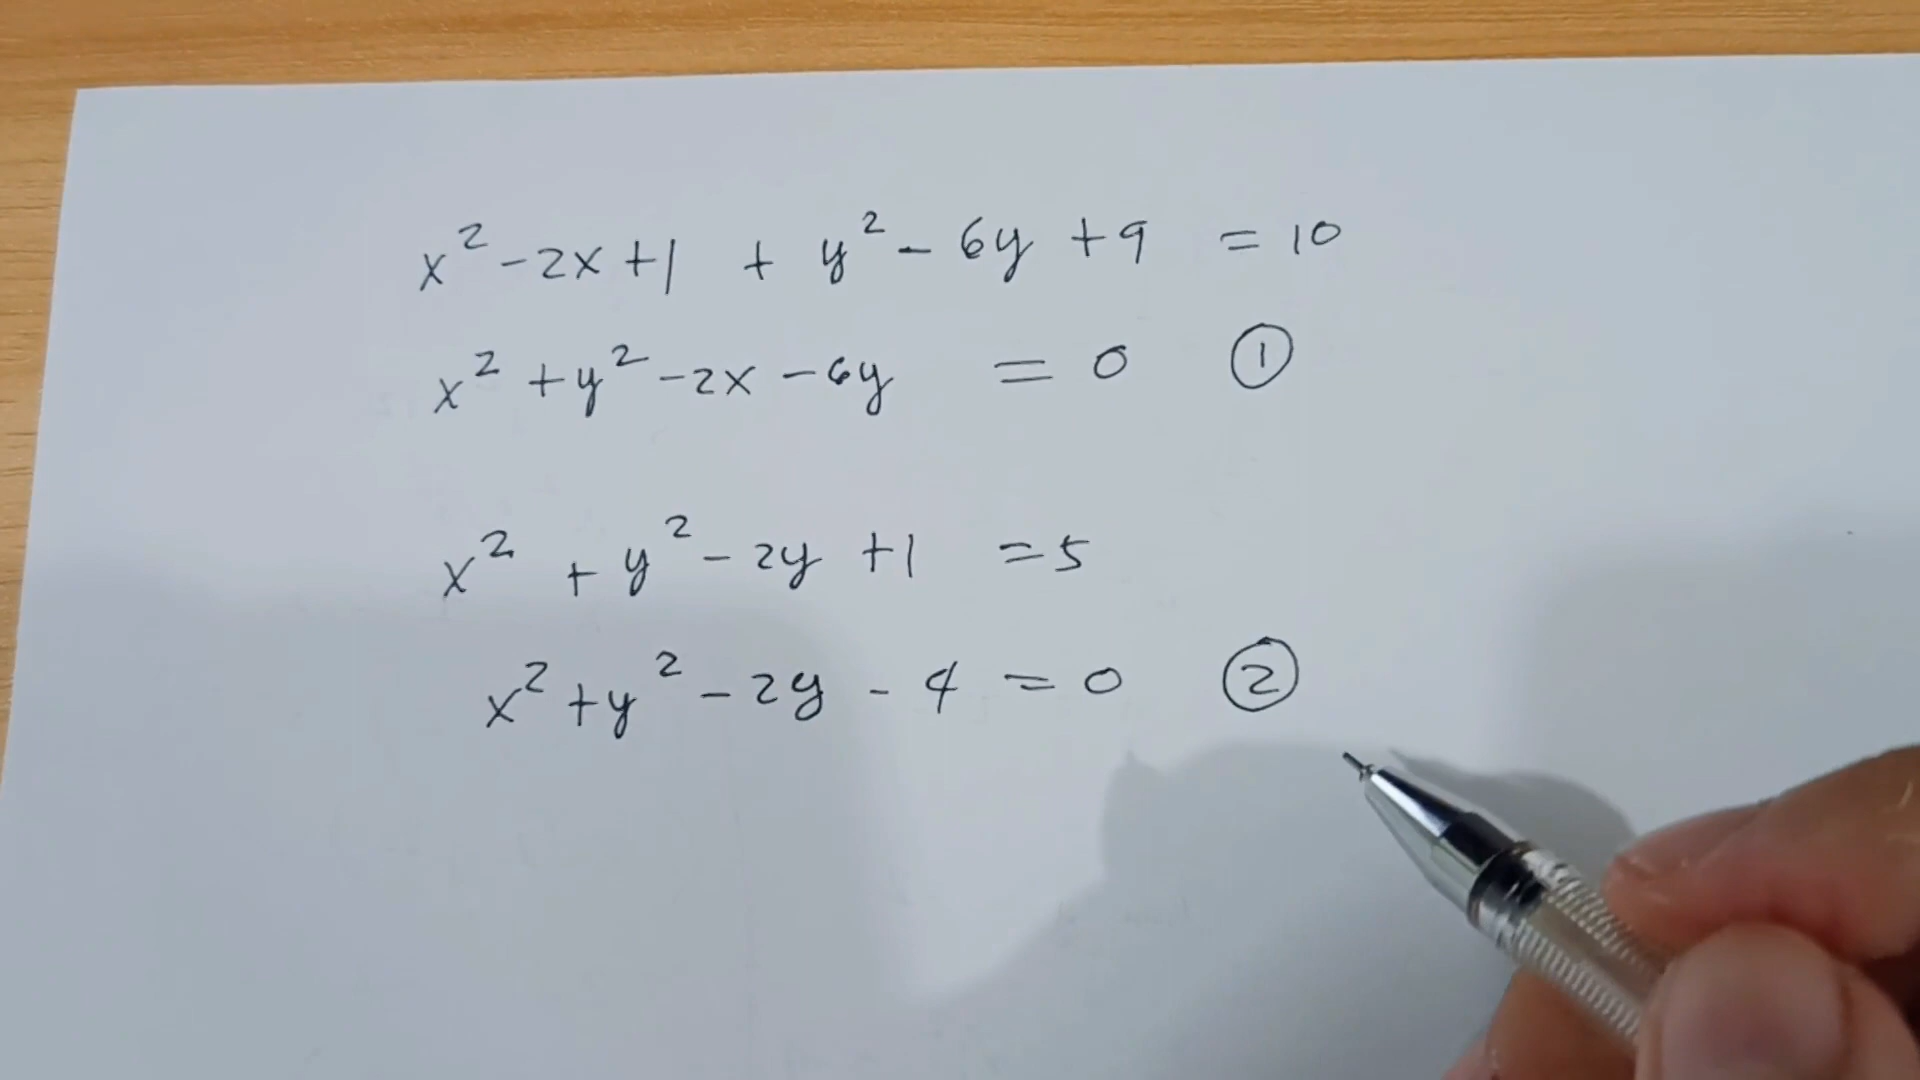 x² - 2x + 1 + y² - 6y + 9 = 10
x² + y² - 2x - 6y = 0 ①
x² + y² - 2y + 1 = 5
x² + y² - 2y - 4 = 0 ②